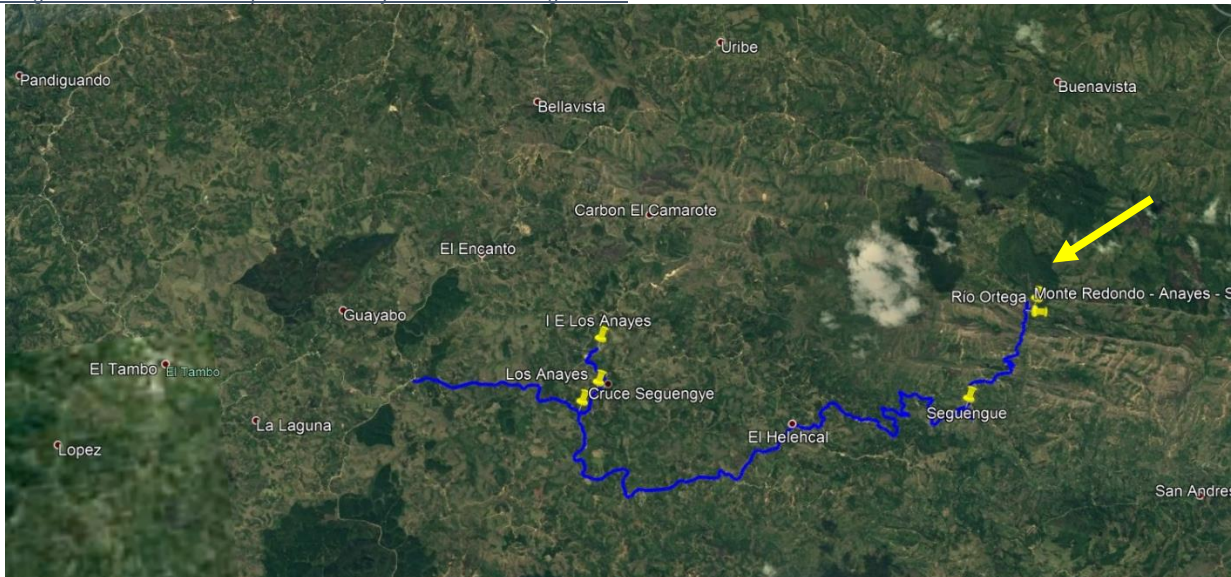 Uribe
Pandiguando
Buenavista
Bellavista
Carbon El Camarote
El Encanto
Rio Ortega
Monte Redondo - Anayes - S
Guayabo
I E Los Anayes
El Tambo
El Tambo
Los Anayes
Cruce Seguengye
Seguengue
La Laguna
El Helehcal
Lopez
San Andres